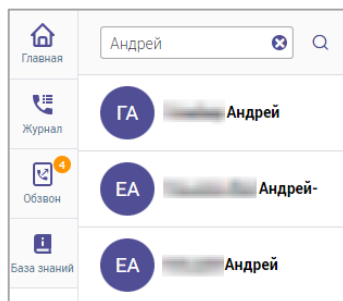 Главная
Андрей
Журнал
ГА Андрей
Обзвон 4
ЕА Андрей-
База знаний
ЕА Андрей